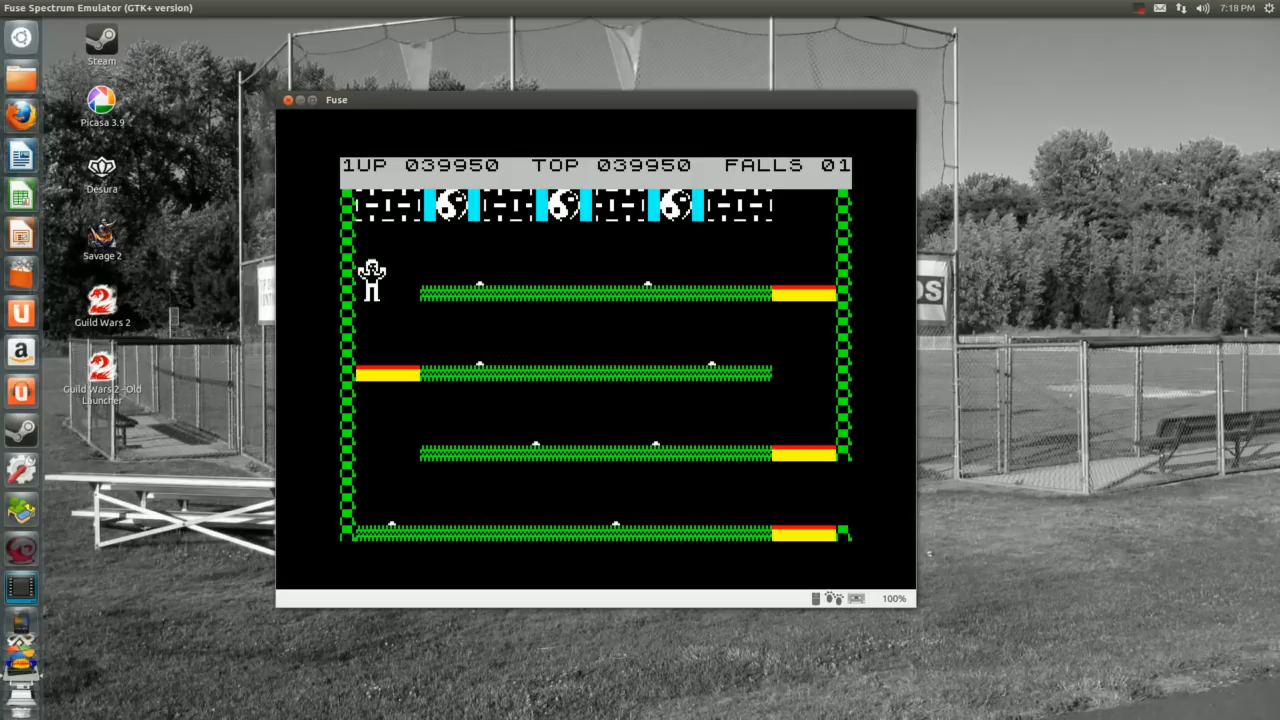 Fuse Spectrum Emulator (GTK+ version)
7:18 PM
Steam
Picasa 3.9
Desura
Savage 2
Guild Wars 2
Guild Wars 2 -Old
Launcher
Fuse
1UP 039950 TOP 039950 FALLS 01
100%